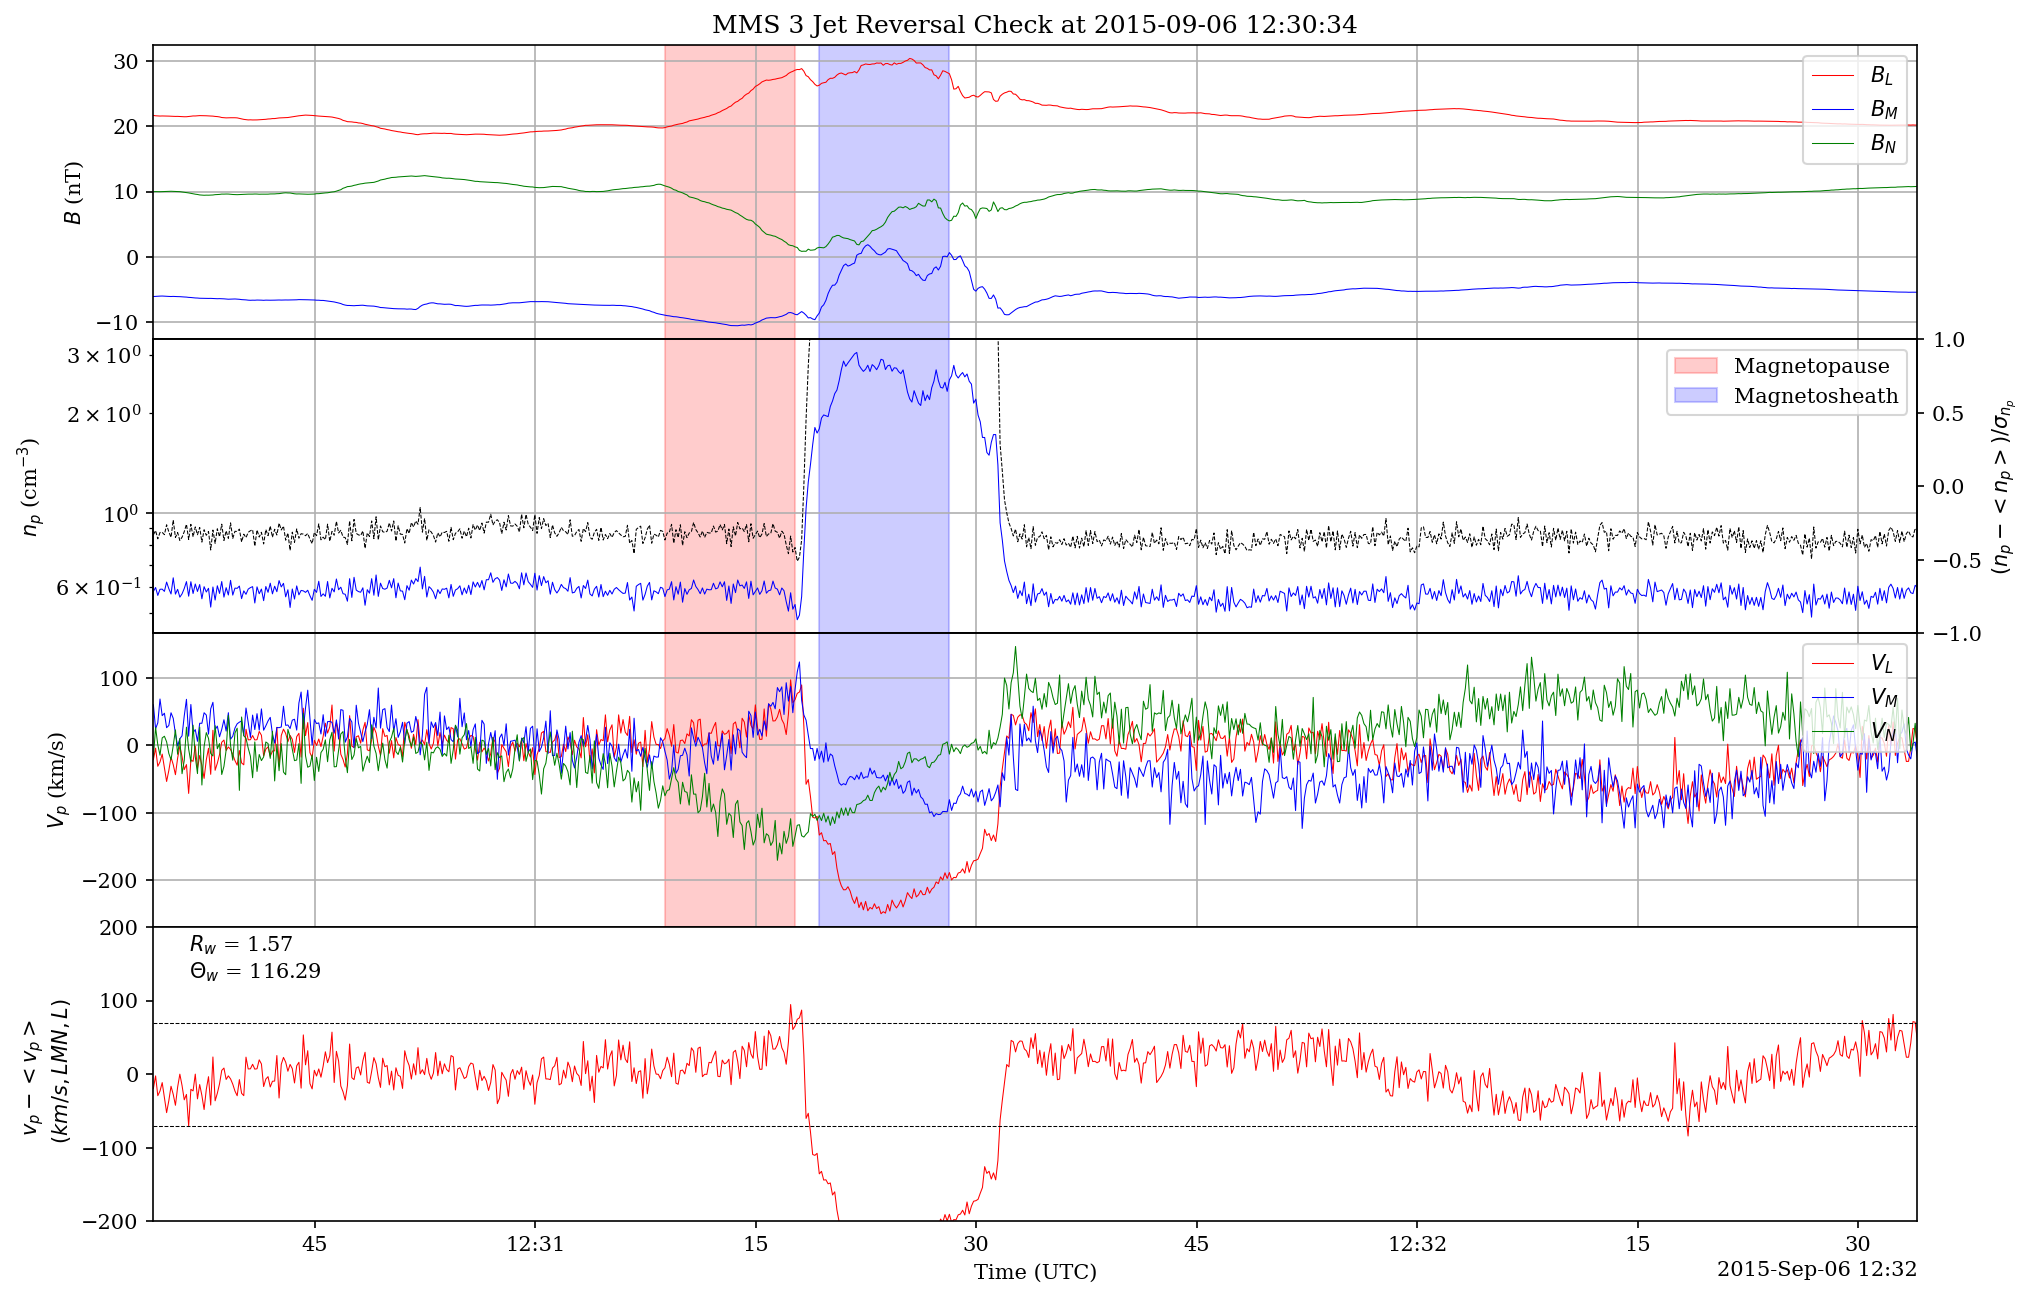 MMS 3 Jet Reversal Check at 2015-09-06 12:30:34
30
20
10
0
−10
B (nT)
B_L
B_M
B_N
3 × 10^0
2 × 10^0
10^0
6 × 10^−1
n_p (cm^−3)
1.0
0.5
0.0
−0.5
−1.0
(n_p − < n_p > )/σ_{n_p}
Magnetopause
Magnetosheath
100
0
−100
−200
V_p (km/s)
V_L
V_M
V_N
200
100
0
−100
−200
v_p − < v_p >
(km/s, LMN, L)
R_w = 1.57
Θ_w = 116.29
45
12:31
15
30
45
12:32
15
30
Time (UTC)
2015-Sep-06 12:32